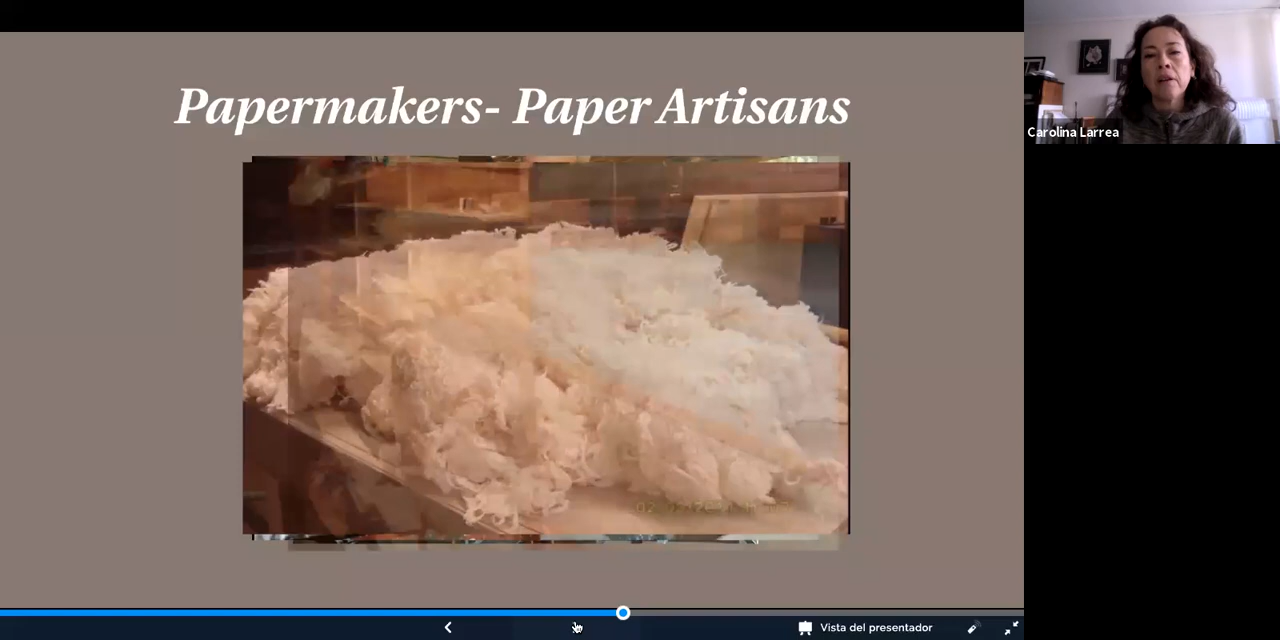 Papermakers- Paper Artisans
Carolina Larrea
Vista del presentador